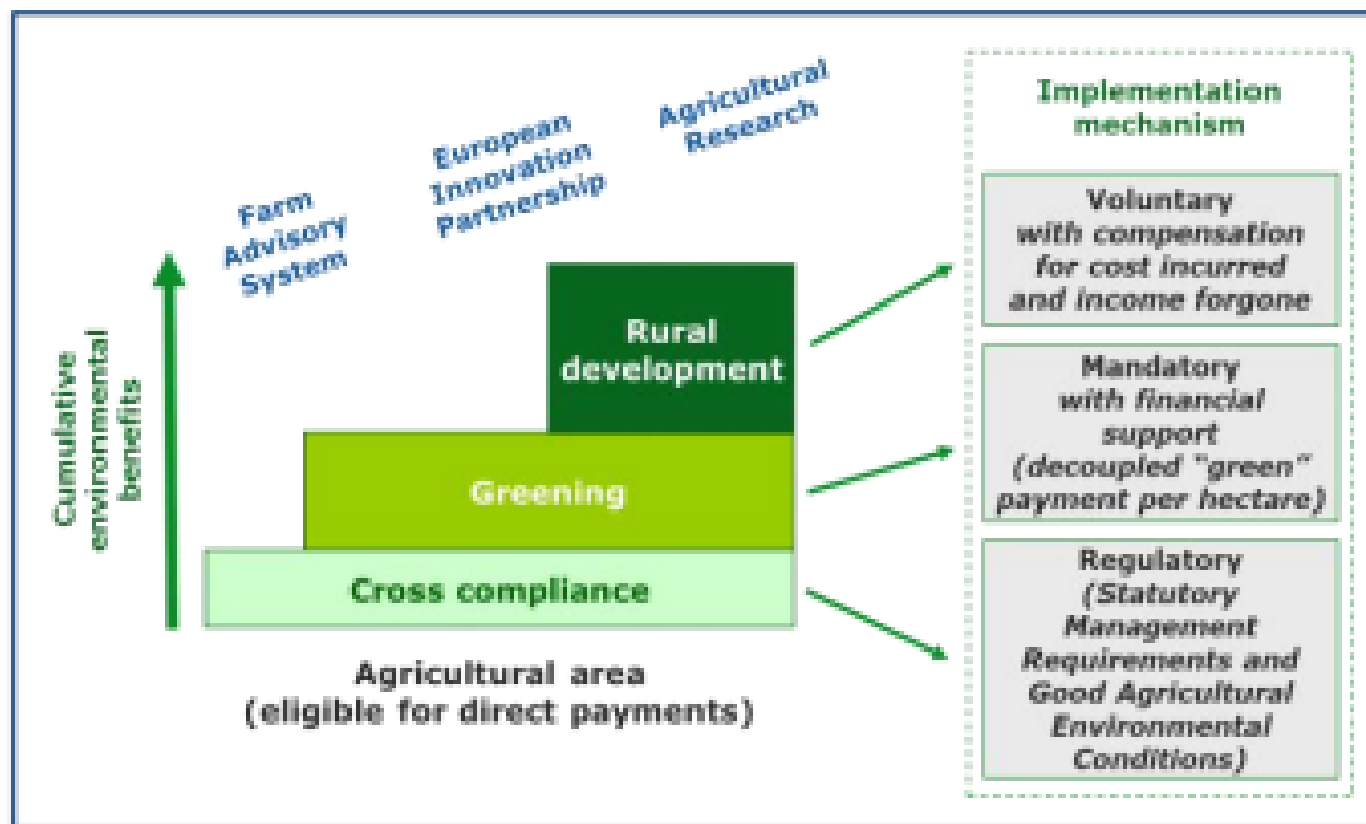 Farm
Advisory
System
European
Innovation
Partnership
Agricultural
Research
Cumulative
environmental
benefits
Rural
development
Greening
Cross compliance
Agricultural area
(eligible for direct payments)
Implementation
mechanism
Voluntary
with compensation
for cost incurred
and income forgone
Mandatory
with financial
support
(decoupled “green”
payment per hectare)
Regulatory
(Statutory
Management
Requirements and
Good Agricultural
Environmental
Conditions)